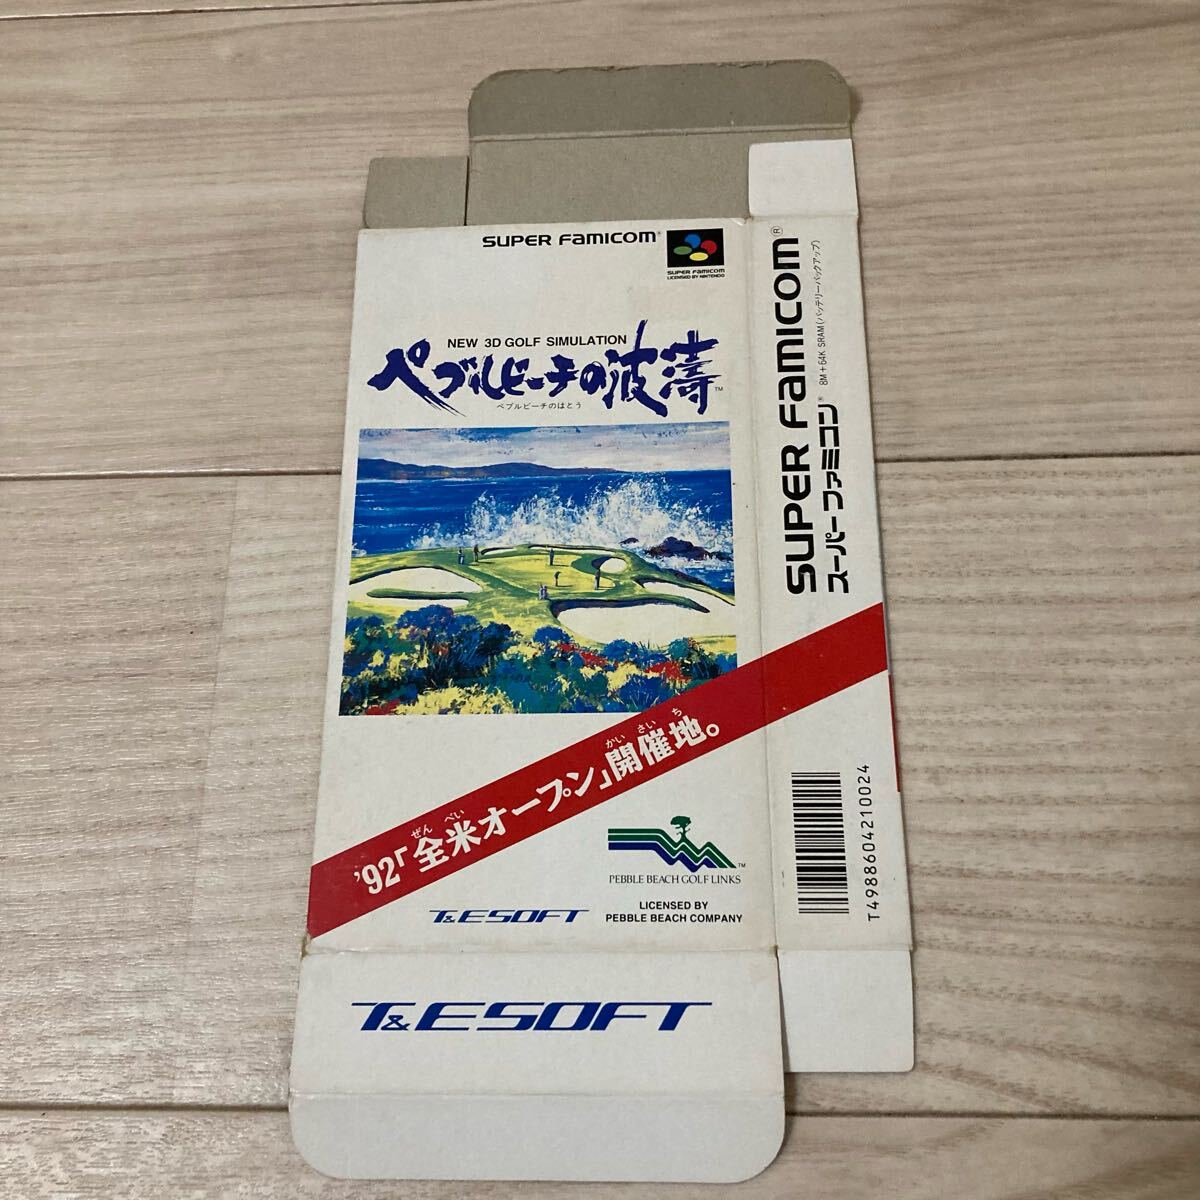 SUPER FAMICOM®
SUPER FAMICOM
LICENSED BY NINTENDO
NEW 3D GOLF SIMULATION
ペブルビーチの波濤™
ペブルビーチのはとう
ぜん べい かい さい ち
'92「全米オープン」開催地。
™
PEBBLE BEACH GOLF LINKS
T&E SOFT
LICENSED BY
PEBBLE BEACH COMPANY
T&E SOFT
SUPER FAMICOM®
スーパーファミコン®
8M + 64K SRAM(バッテリーバックアップ)
T4988604210024